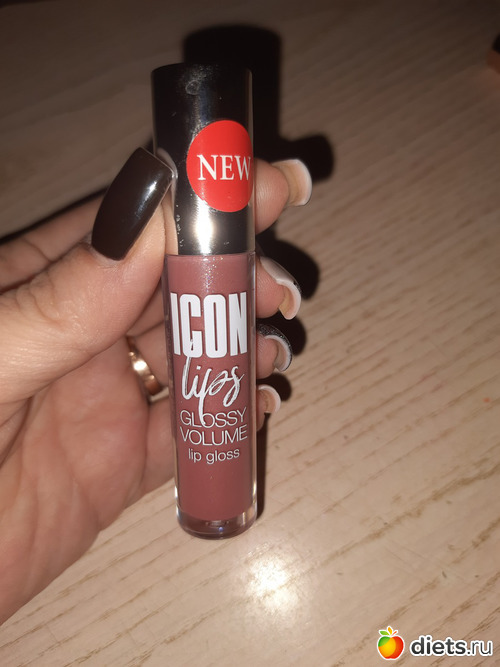 NEW
ICON
lips
GLOSSY
VOLUME
lip gloss
diets.ru